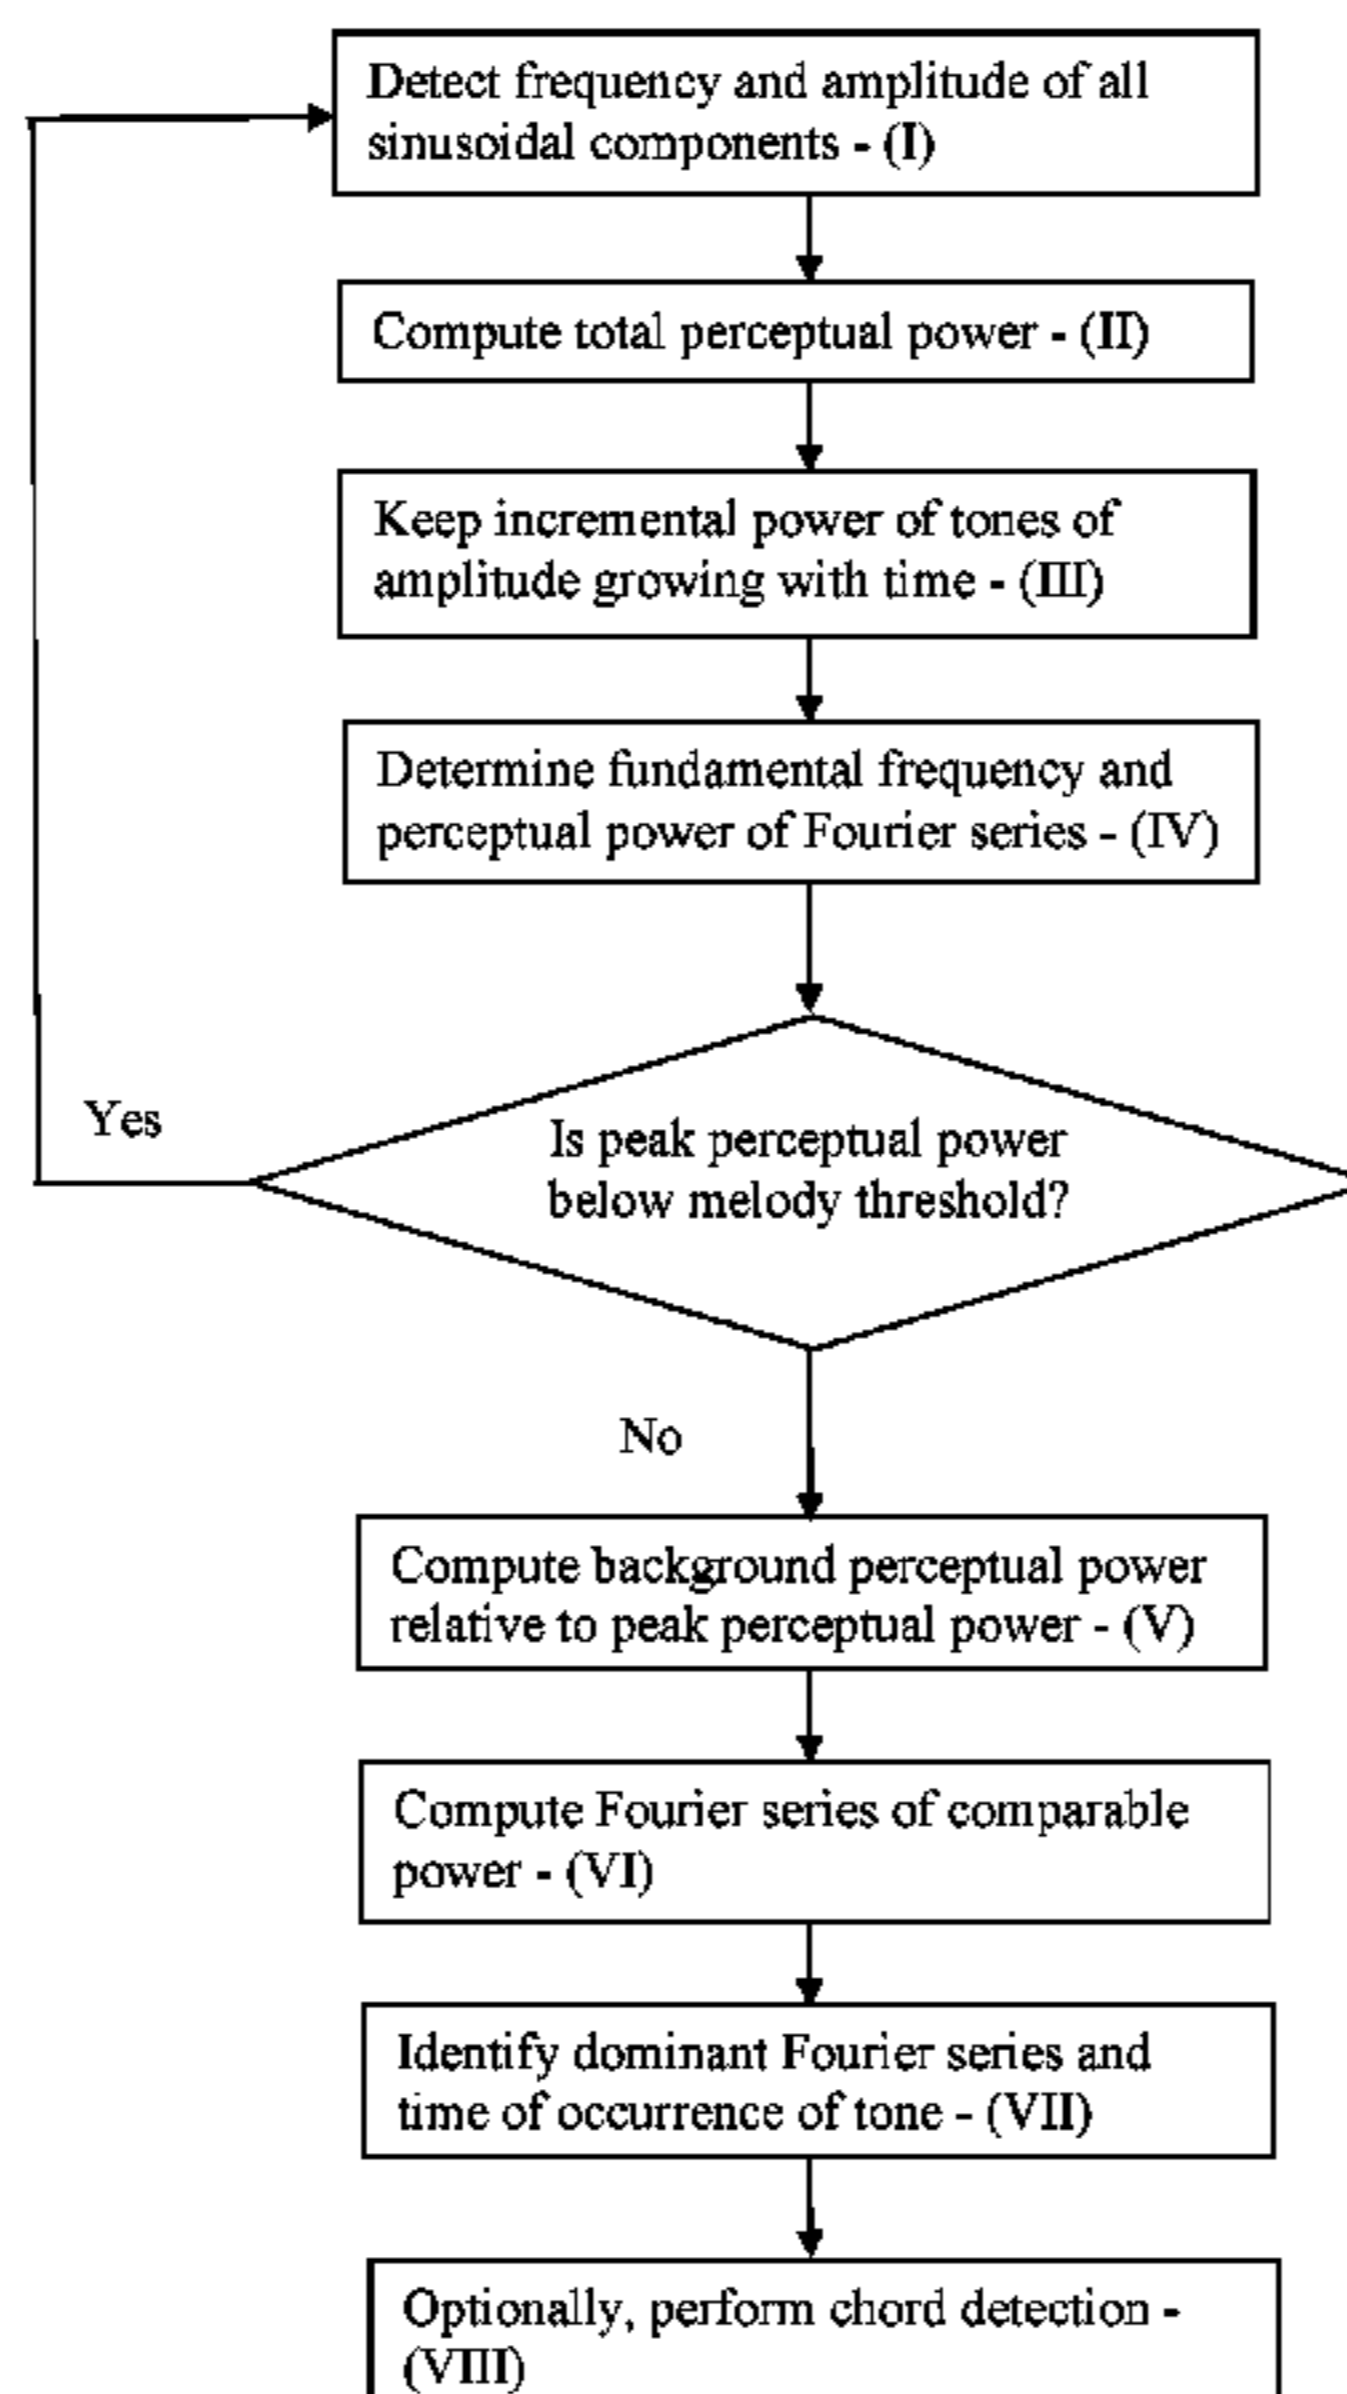 Detect frequency and amplitude of all
sinusoidal components - (I)
Compute total perceptual power - (II)
Keep incremental power of tones of
amplitude growing with time - (III)
Determine fundamental frequency and
perceptual power of Fourier series - (IV)
Yes
Is peak perceptual power
below melody threshold?
No
Compute background perceptual power
relative to peak perceptual power - (V)
Compute Fourier series of comparable
power - (VI)
Identify dominant Fourier series and
time of occurrence of tone - (VII)
Optionally, perform chord detection -
(VIII)